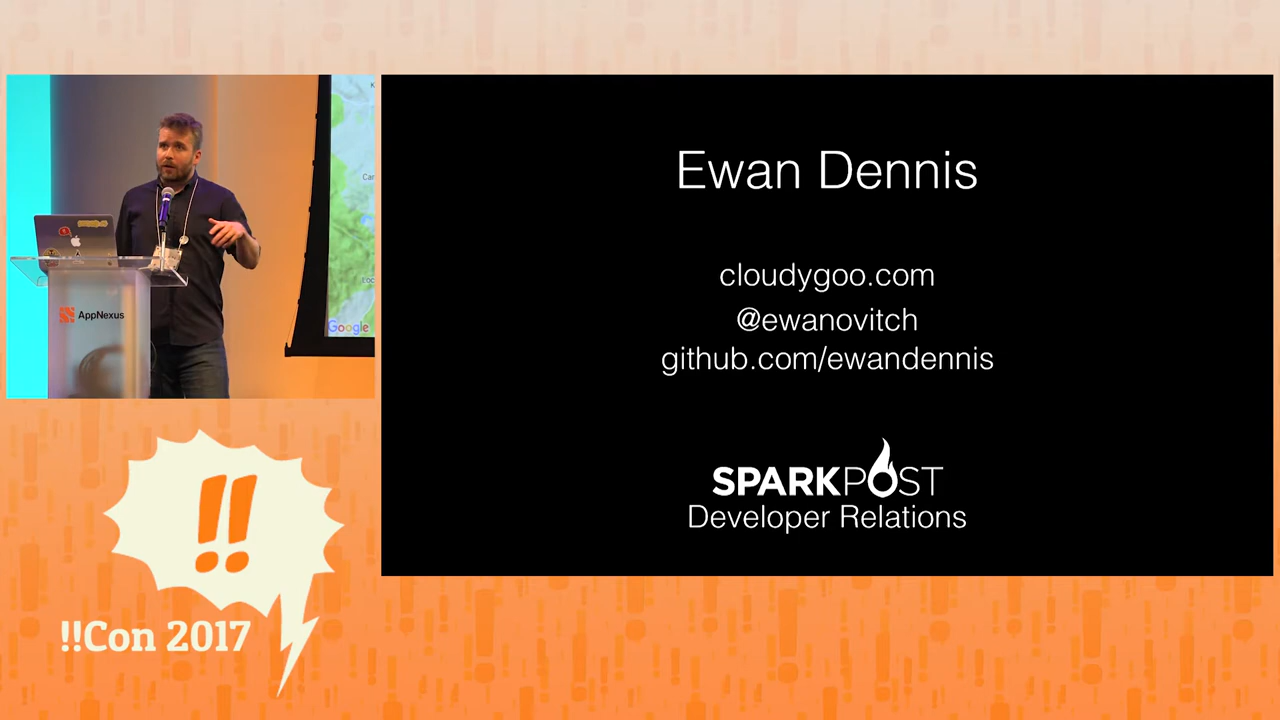 Ewan Dennis
cloudygoo.com
@ewanovitch
github.com/ewandennis
SPARKPOST
Developer Relations
AppNexus
Google
!!
!!Con 2017